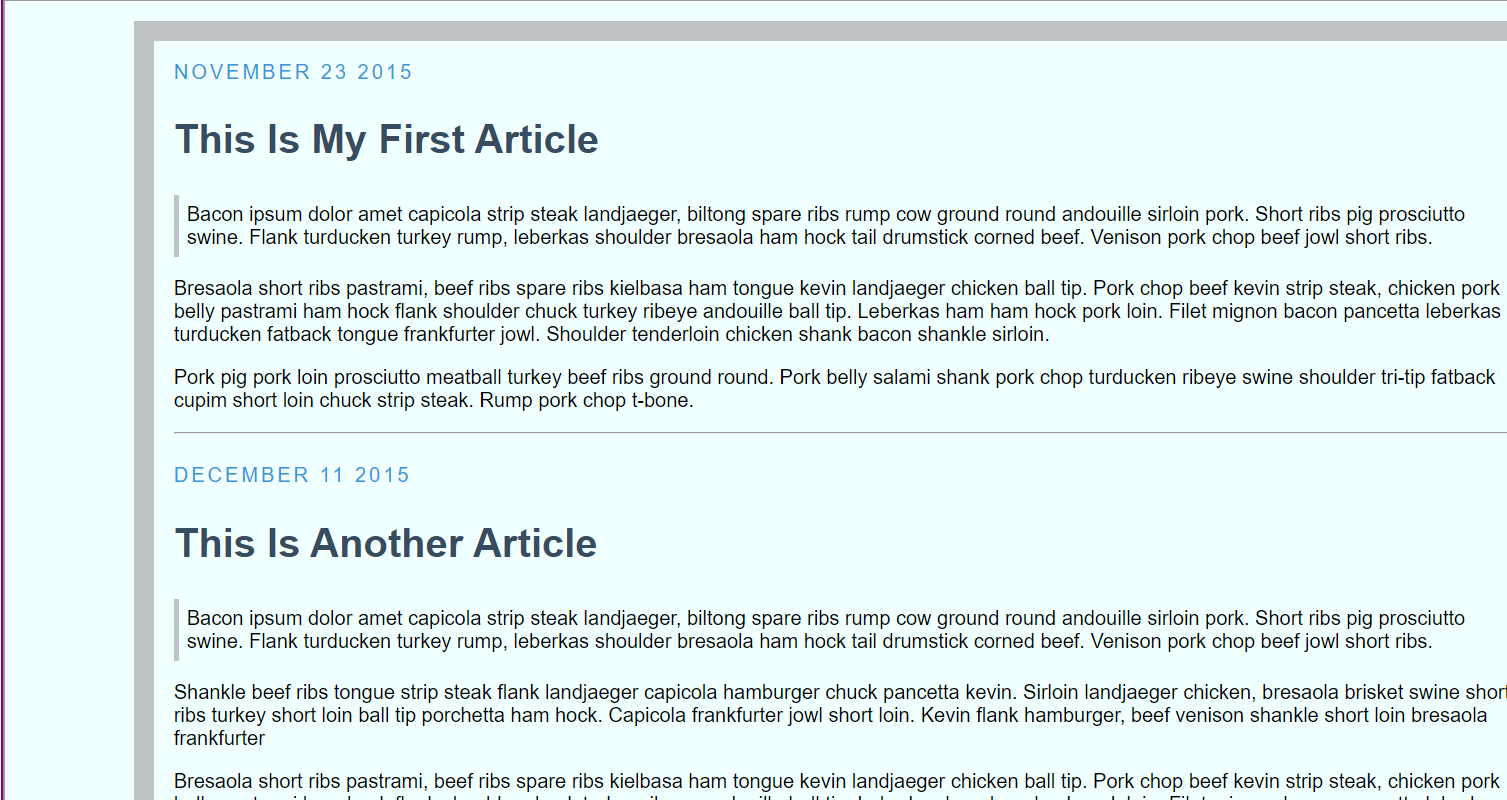 NOVEMBER 23 2015
This Is My First Article
Bacon ipsum dolor amet capicola strip steak landjaeger, biltong spare ribs rump cow ground round andouille sirloin pork. Short ribs pig prosciutto
swine. Flank turducken turkey rump, leberkas shoulder bresaola ham hock tail drumstick corned beef. Venison pork chop beef jowl short ribs.
Bresaola short ribs pastrami, beef ribs spare ribs kielbasa ham tongue kevin landjaeger chicken ball tip. Pork chop beef kevin strip steak, chicken pork
belly pastrami ham hock flank shoulder chuck turkey ribeye andouille ball tip. Leberkas ham ham hock pork loin. Filet mignon bacon pancetta leberkas
turducken fatback tongue frankfurter jowl. Shoulder tenderloin chicken shank bacon shankle sirloin.
Pork pig pork loin prosciutto meatball turkey beef ribs ground round. Pork belly salami shank pork chop turducken ribeye swine shoulder tri-tip fatback
cupim short loin chuck strip steak. Rump pork chop t-bone.
DECEMBER 11 2015
This Is Another Article
Bacon ipsum dolor amet capicola strip steak landjaeger, biltong spare ribs rump cow ground round andouille sirloin pork. Short ribs pig prosciutto
swine. Flank turducken turkey rump, leberkas shoulder bresaola ham hock tail drumstick corned beef. Venison pork chop beef jowl short ribs.
Shankle beef ribs tongue strip steak flank landjaeger capicola hamburger chuck pancetta kevin. Sirloin landjaeger chicken, bresaola brisket swine short
ribs turkey short loin ball tip porchetta ham hock. Capicola frankfurter jowl short loin. Kevin flank hamburger, beef venison shankle short loin bresaola
frankfurter
Bresaola short ribs pastrami, beef ribs spare ribs kielbasa ham tongue kevin landjaeger chicken ball tip. Pork chop beef kevin strip steak, chicken pork